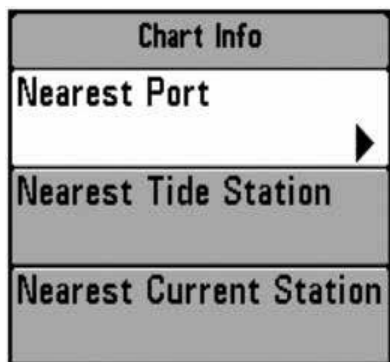 Chart Info
Nearest Port
Nearest Tide Station
Nearest Current Station